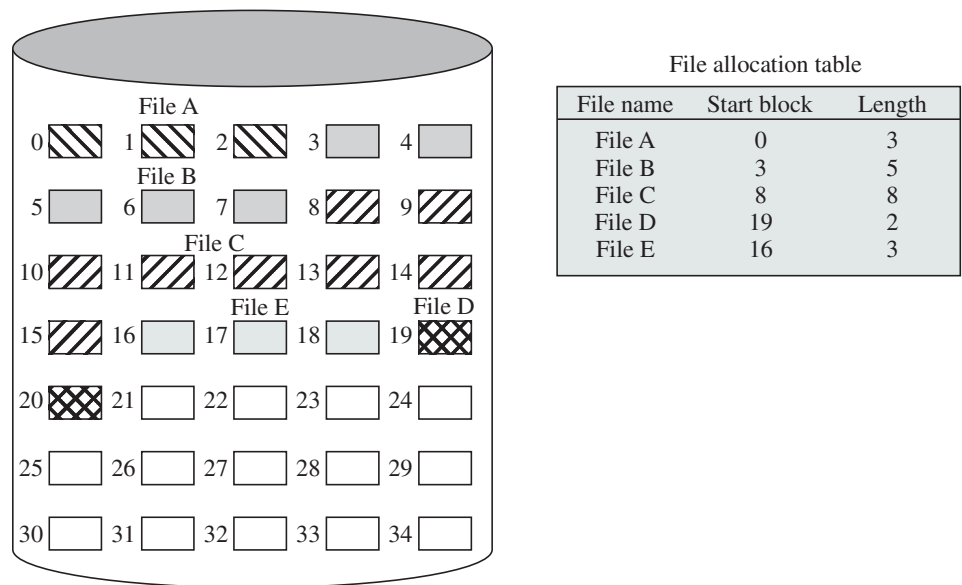 File A
0 1 2 3 4
File B
5 6 7 8 9
File C
10 11 12 13 14
File E File D
15 16 17 18 19
20 21 22 23 24
25 26 27 28 29
30 31 32 33 34
File allocation table
File name Start block Length
File A 0 3
File B 3 5
File C 8 8
File D 19 2
File E 16 3